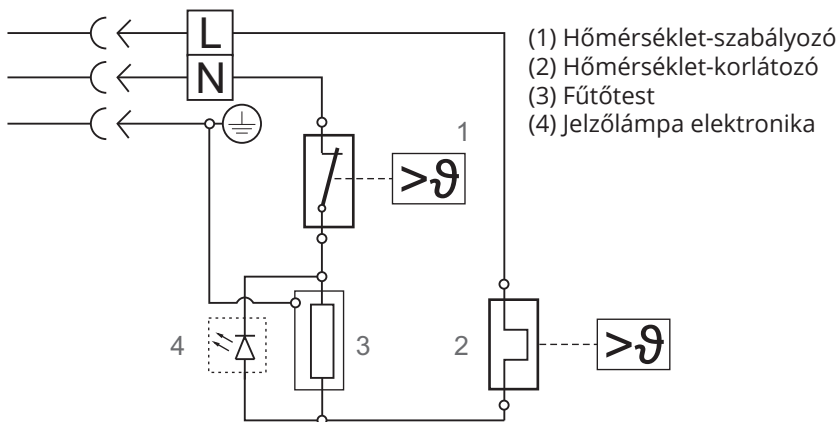 L
N
(1) Hőmérséklet-szabályozó
(2) Hőmérséklet-korlátozó
(3) Fűtőtest
(4) Jelzőlámpa elektronika
1
>ϑ
4
3
2
>ϑ